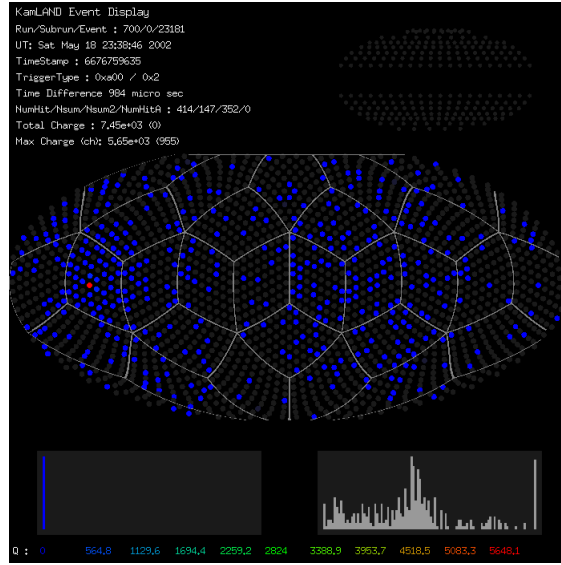 KamLAND Event Display
Run/Subrun/Event : 700/0/23181
UT: Sat May 18 23:38:46 2002
TimeStamp : 6676759635
TriggerType : 0xa00 / 0x2
Time Difference 984 micro sec
NumHit/Nsum/Nsum2/NumHitA : 414/147/352/0
Total Charge : 7.45e+03 (0)
Max Charge (ch): 5.65e+03 (955)
Q : 0 564.8 1129.6 1694.4 2259.2 2824 3388.9 3953.7 4518.5 5083.3 5648.1